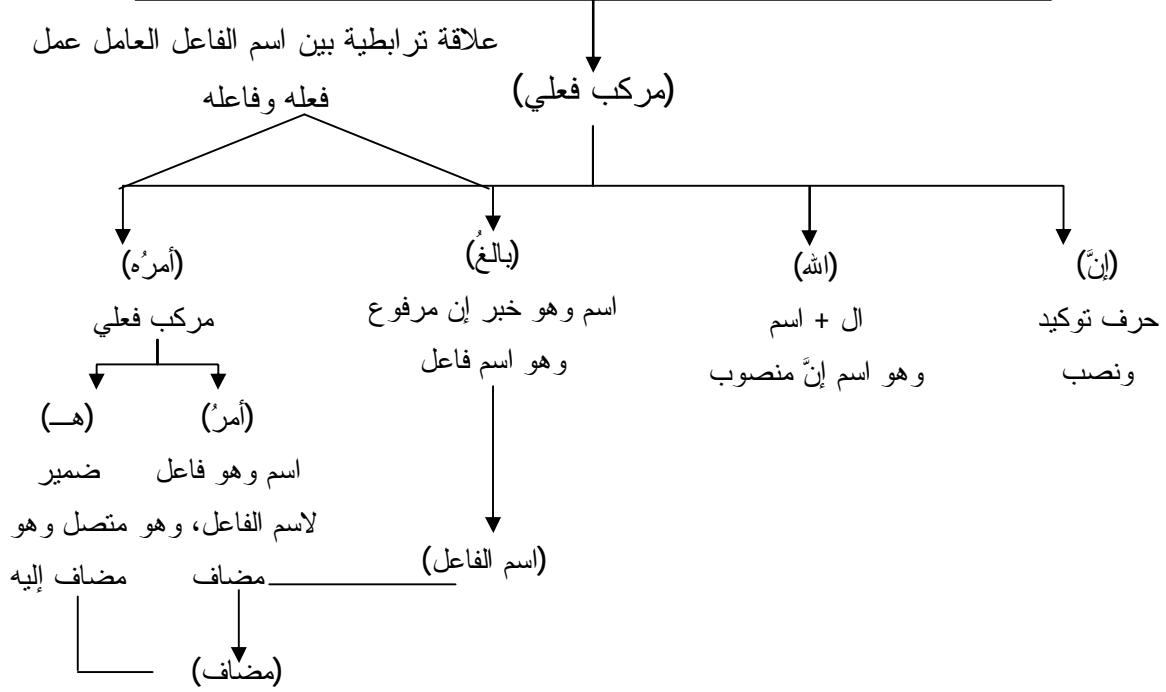 علاقة ترابطية بين اسم الفاعل العامل عمل
فعله وفاعله
(مركب فعلي)
(إنَّ)
حرف توكيد
ونصب
(الله)
ال + اسم
وهو اسم إنَّ منصوب
(بالغُ)
اسم وهو خبر إن مرفوع
وهو اسم فاعل
(اسم الفاعل)
(أمرُه)
مركب فعلي
(أمرُ)
اسم وهو فاعل
لاسم الفاعل، وهو
مضاف
(هـــ)
ضمير
متصل وهو
مضاف إليه
(مضاف)